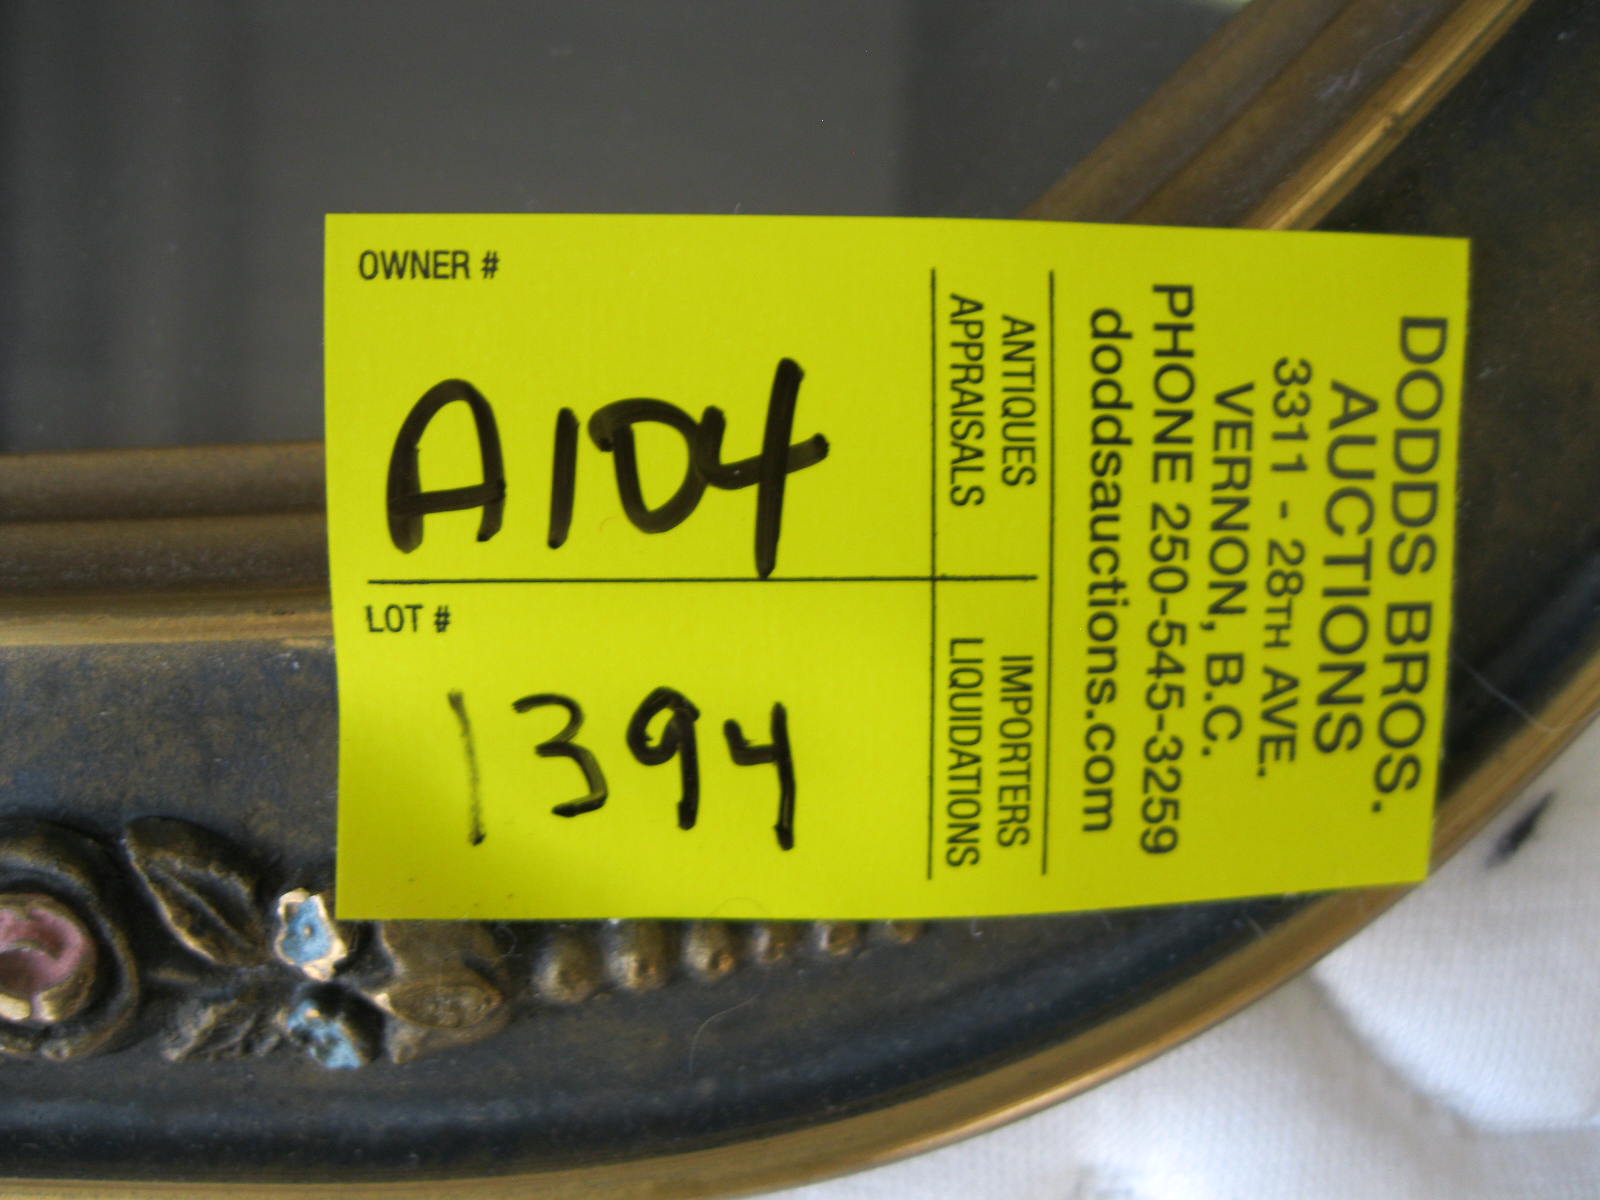 OWNER #
A104
LOT #
1394
DODDS BROS.
AUCTIONS
3311 - 28TH AVE.
VERNON, B.C.
PHONE 250-545-3259
doddsauctions.com
ANTIQUES
APPRAISALS
IMPORTERS
LIQUIDATIONS